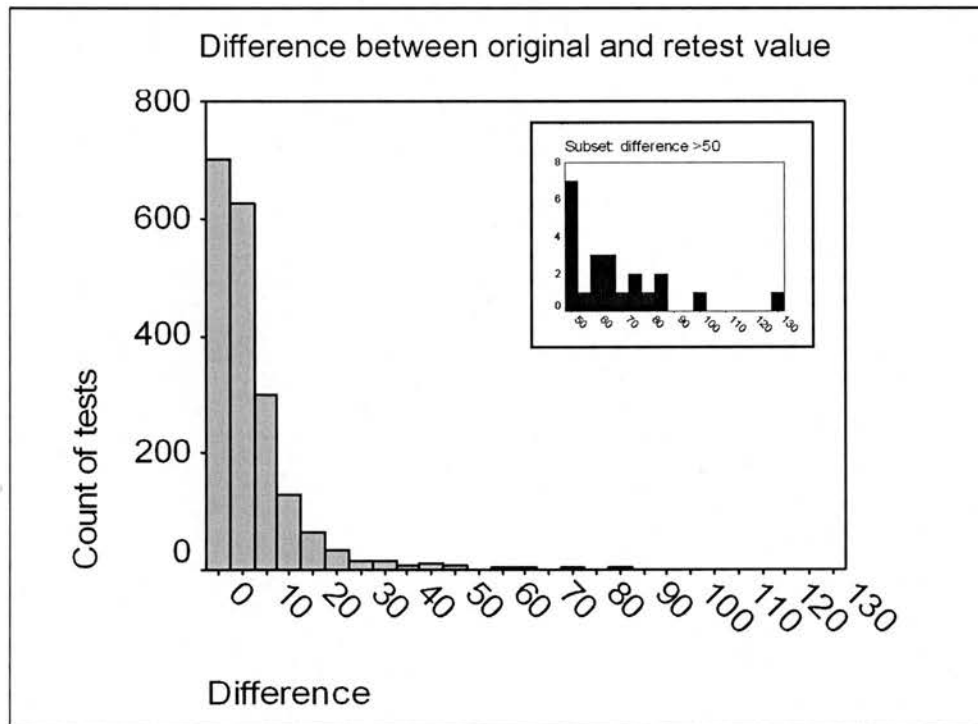 Difference between original and retest value
Count of tests
800
600
400
200
0
Subset: difference >50
8
6
4
2
0
50 60 70 80 90 100 110 120 130
0 10 20 30 40 50 60 70 80 90 100 110 120 130
Difference